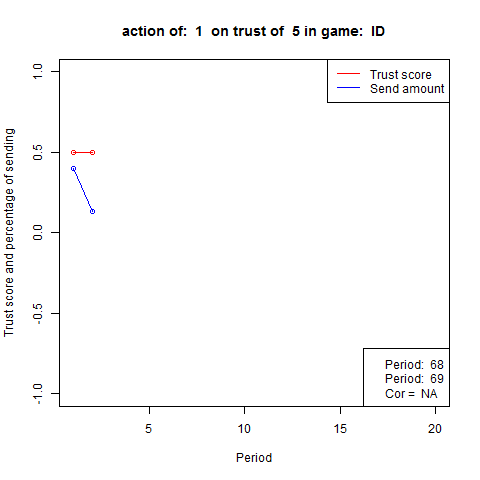 action of:  1  on trust of  5 in game:  ID
Trust score
Send amount
Trust score and percentage of sending
1.0
0.5
0.0
-0.5
-1.0
Period:  68
Period:  69
Cor =  NA
5
10
15
20
Period